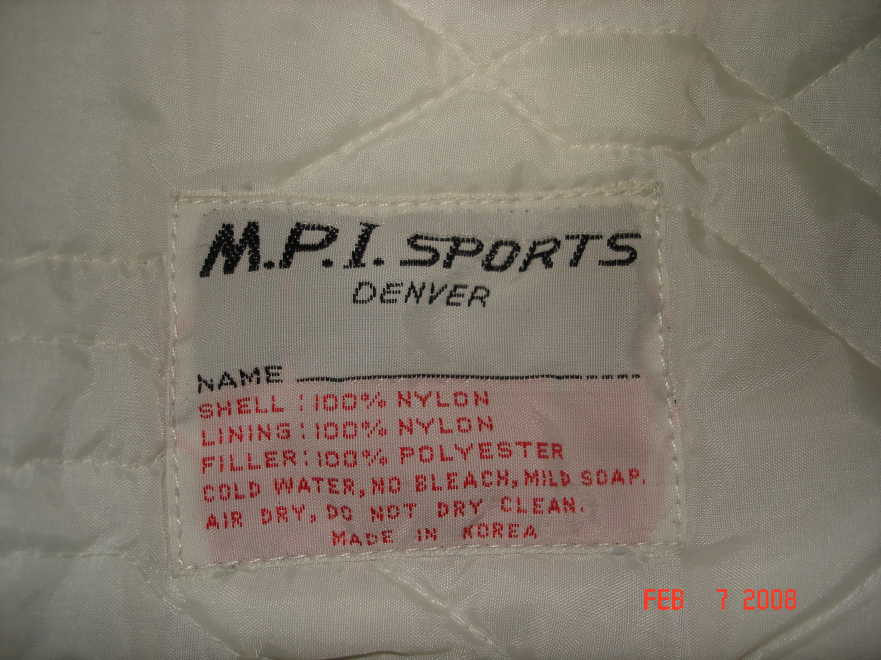 M.P.I. SPORTS
DENVER
NAME
SHELL : 100% NYLON
LINING : 100% NYLON
FILLER : 100% POLYESTER
COLD WATER, NO BLEACH, MILD SOAP.
AIR DRY, DO NOT DRY CLEAN.
MADE IN KOREA
FEB 7 2008